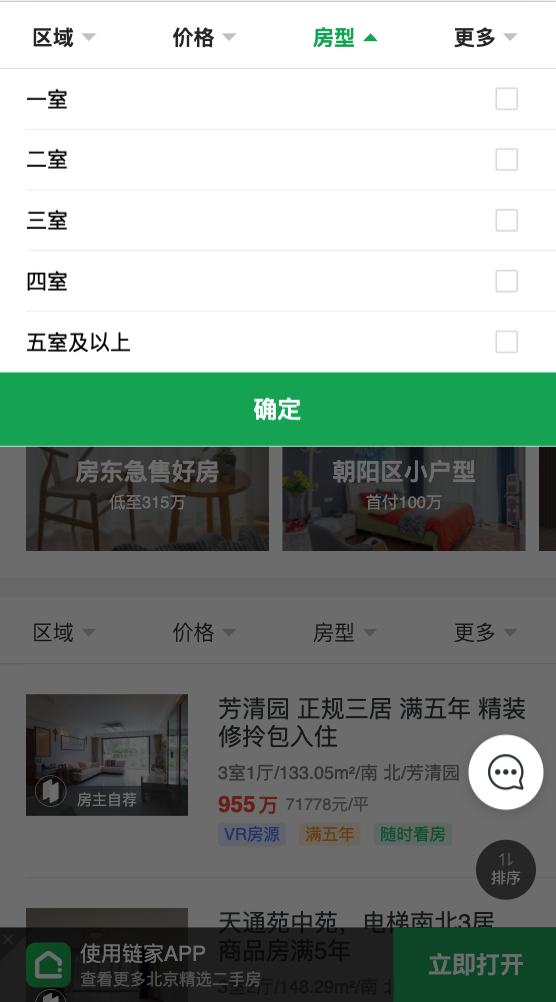 区域 价格 房型 更多
一室
二室
三室
四室
五室及以上
确定
房东急售好房 朝阳区小户型
低至315万 首付100万
区域 价格 房型 更多
芳清园 正规三居 满五年 精装
修拎包入住
3室1厅/133.05m²/南 北/芳清园
955万 71778元/平
VR房源 满五年 随时看房
房主自荐
排序
天通苑中苑，电梯南北3居
商品房满5年
使用链家APP
查看更多北京精选二手房
立即打开
3室2厅/148.29m²/南 北